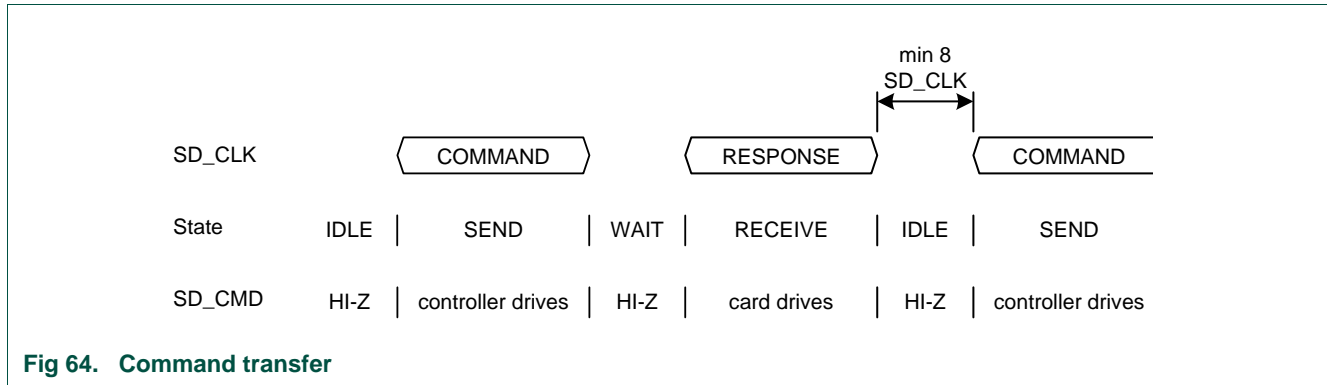 min 8
SD_CLK
SD_CLK COMMAND RESPONSE COMMAND
State IDLE SEND WAIT RECEIVE IDLE SEND
SD_CMD HI-Z controller drives HI-Z card drives HI-Z controller drives
Fig 64. Command transfer